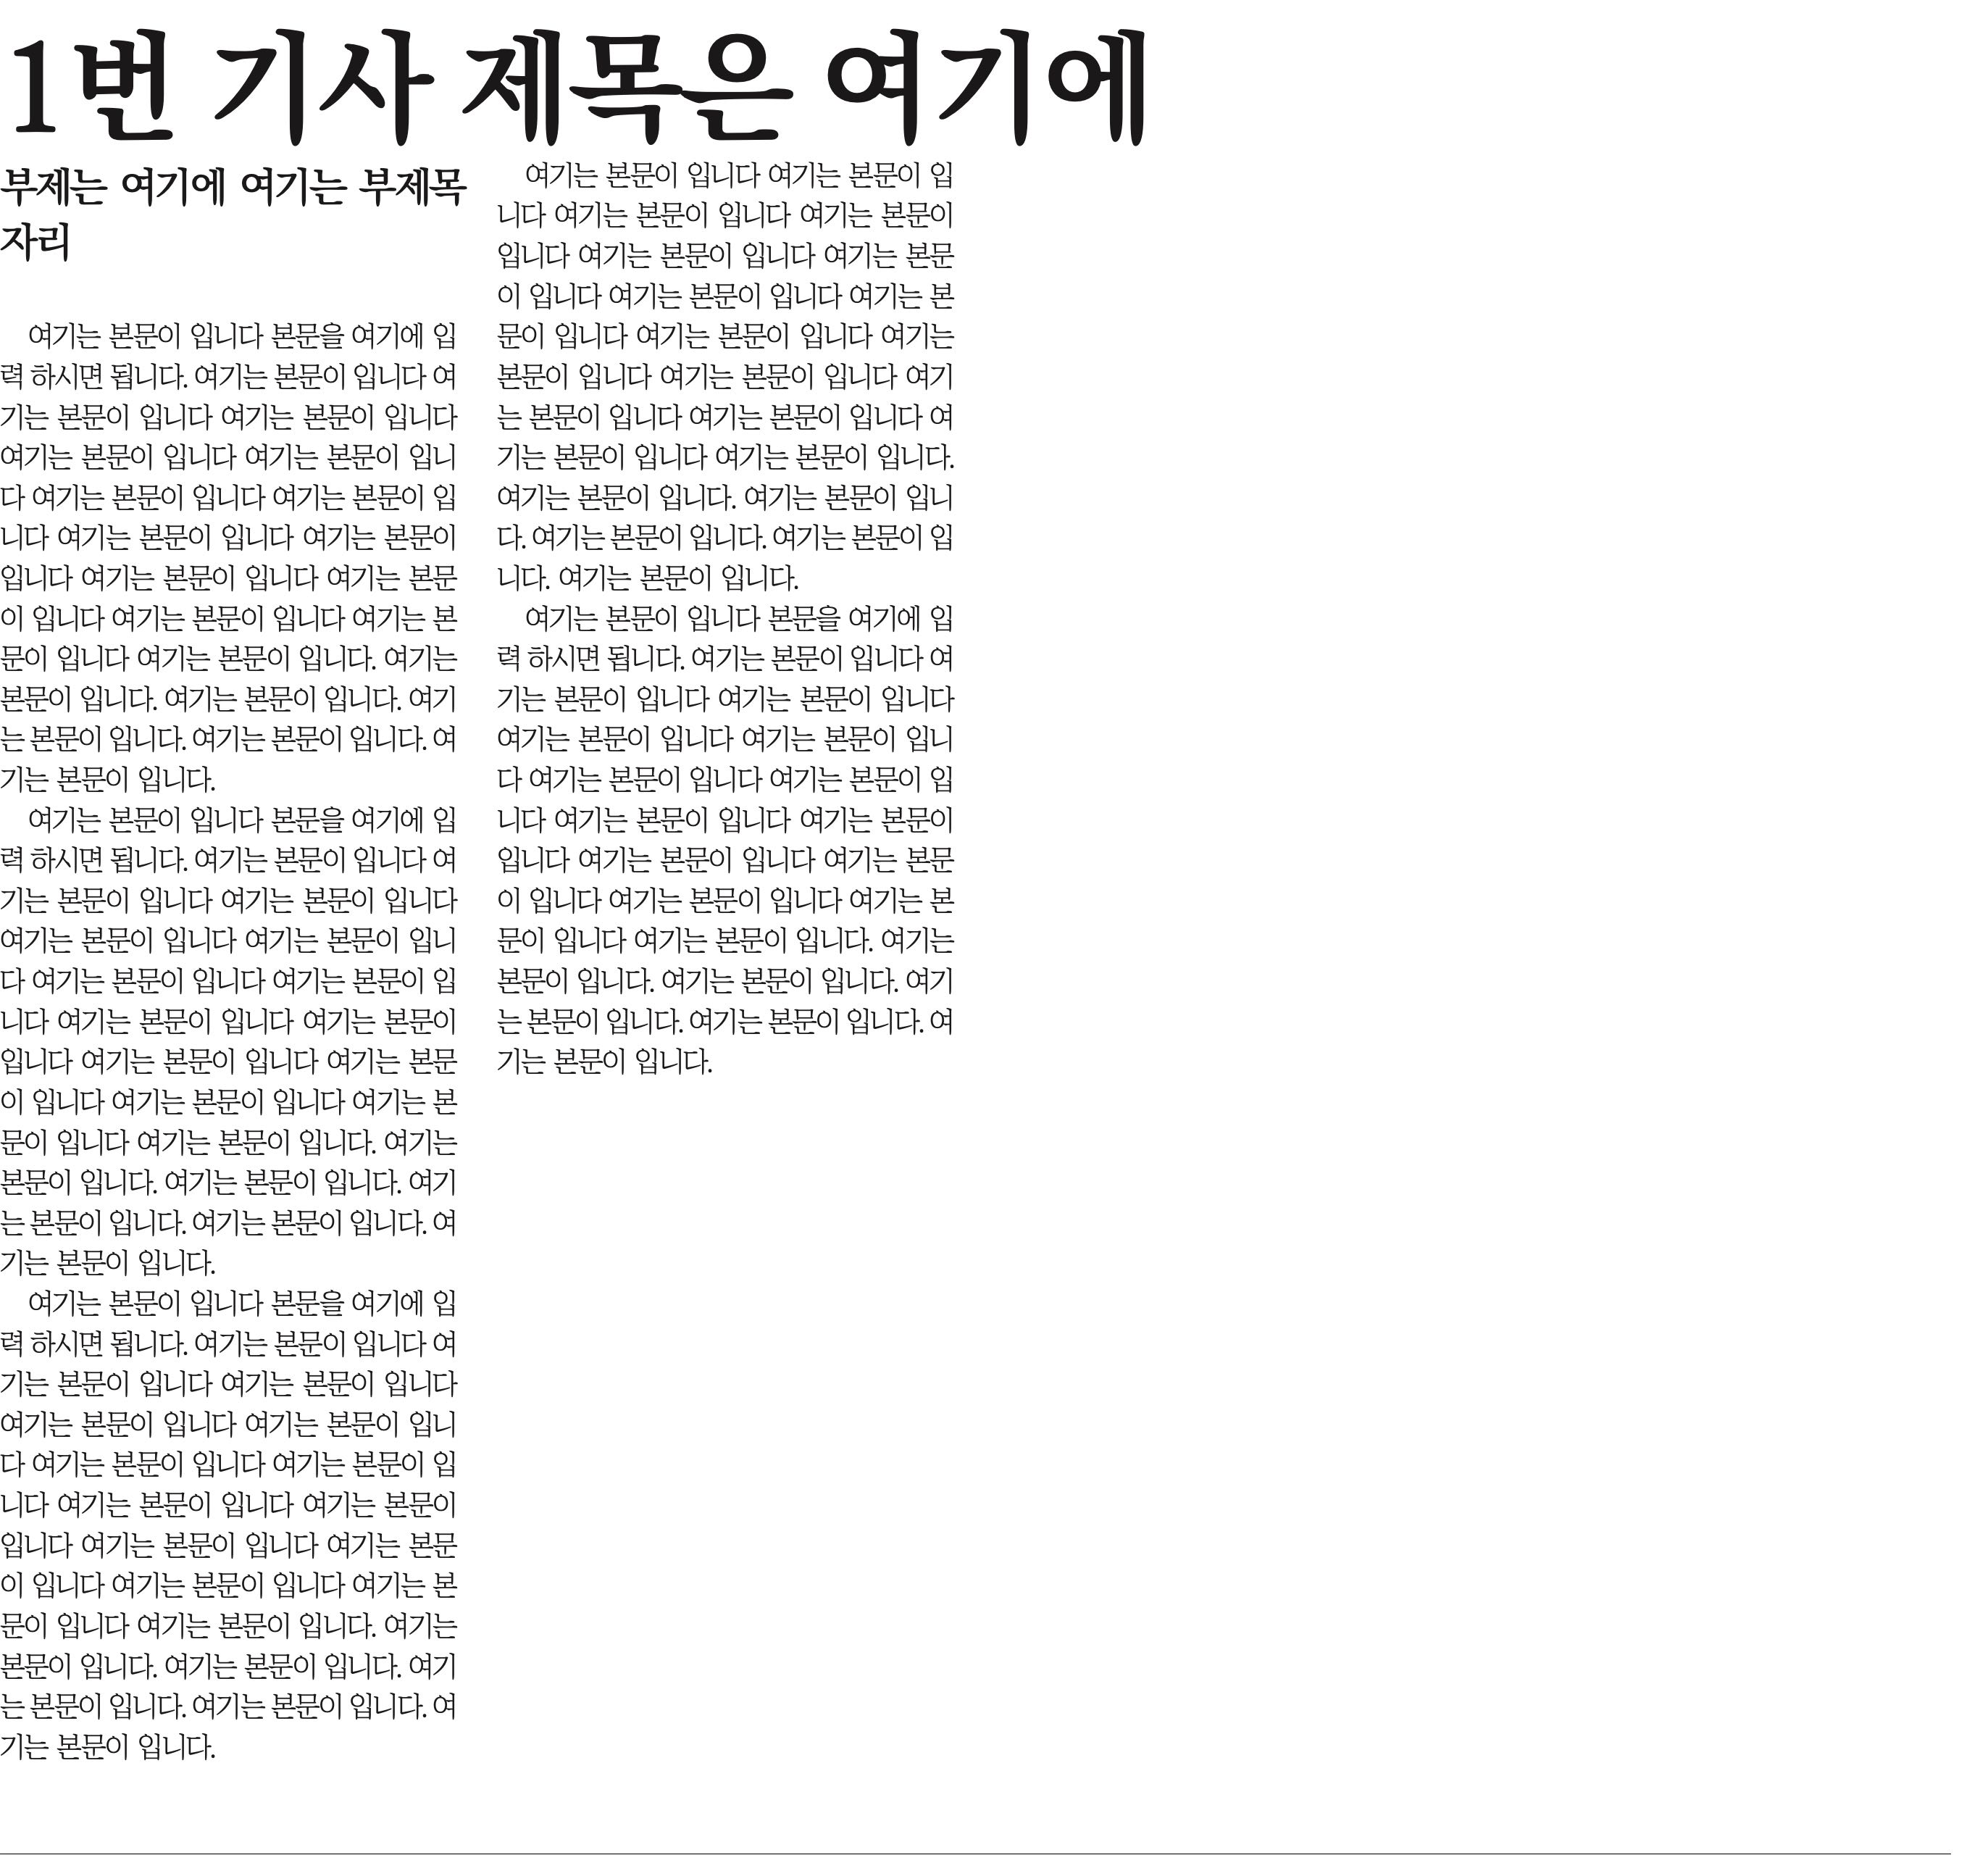 1번 기사 제목은 여기에
부제는 여기에 여기는 부제목
자리
여기는 본문이 입니다 본문을 여기에 입
력 하시면 됩니다. 여기는 본문이 입니다 여
기는 본문이 입니다 여기는 본문이 입니다
여기는 본문이 입니다 여기는 본문이 입니
다 여기는 본문이 입니다 여기는 본문이 입
니다 여기는 본문이 입니다 여기는 본문이
입니다 여기는 본문이 입니다 여기는 본문
이 입니다 여기는 본문이 입니다 여기는 본
문이 입니다 여기는 본문이 입니다. 여기는
본문이 입니다. 여기는 본문이 입니다. 여기
는 본문이 입니다. 여기는 본문이 입니다. 여
기는 본문이 입니다.
여기는 본문이 입니다 본문을 여기에 입
력 하시면 됩니다. 여기는 본문이 입니다 여
기는 본문이 입니다 여기는 본문이 입니다
여기는 본문이 입니다 여기는 본문이 입니
다 여기는 본문이 입니다 여기는 본문이 입
니다 여기는 본문이 입니다 여기는 본문이
입니다 여기는 본문이 입니다 여기는 본문
이 입니다 여기는 본문이 입니다 여기는 본
문이 입니다 여기는 본문이 입니다. 여기는
본문이 입니다. 여기는 본문이 입니다. 여기
는 본문이 입니다. 여기는 본문이 입니다. 여
기는 본문이 입니다.
여기는 본문이 입니다 본문을 여기에 입
력 하시면 됩니다. 여기는 본문이 입니다 여
기는 본문이 입니다 여기는 본문이 입니다
여기는 본문이 입니다 여기는 본문이 입니
다 여기는 본문이 입니다 여기는 본문이 입
니다 여기는 본문이 입니다 여기는 본문이
입니다 여기는 본문이 입니다 여기는 본문
이 입니다 여기는 본문이 입니다 여기는 본
문이 입니다 여기는 본문이 입니다. 여기는
본문이 입니다. 여기는 본문이 입니다. 여기
는 본문이 입니다. 여기는 본문이 입니다. 여
기는 본문이 입니다.
여기는 본문이 입니다 여기는 본문이 입
니다 여기는 본문이 입니다 여기는 본문이
입니다 여기는 본문이 입니다 여기는 본문
이 입니다 여기는 본문이 입니다 여기는 본
문이 입니다 여기는 본문이 입니다 여기는
본문이 입니다 여기는 본문이 입니다 여기
는 본문이 입니다 여기는 본문이 입니다 여
기는 본문이 입니다 여기는 본문이 입니다.
여기는 본문이 입니다. 여기는 본문이 입니
다. 여기는 본문이 입니다. 여기는 본문이 입
니다. 여기는 본문이 입니다.
여기는 본문이 입니다 본문을 여기에 입
력 하시면 됩니다. 여기는 본문이 입니다 여
기는 본문이 입니다 여기는 본문이 입니다
여기는 본문이 입니다 여기는 본문이 입니
다 여기는 본문이 입니다 여기는 본문이 입
니다 여기는 본문이 입니다 여기는 본문이
입니다 여기는 본문이 입니다 여기는 본문
이 입니다 여기는 본문이 입니다 여기는 본
문이 입니다 여기는 본문이 입니다. 여기는
본문이 입니다. 여기는 본문이 입니다. 여기
는 본문이 입니다. 여기는 본문이 입니다. 여
기는 본문이 입니다.